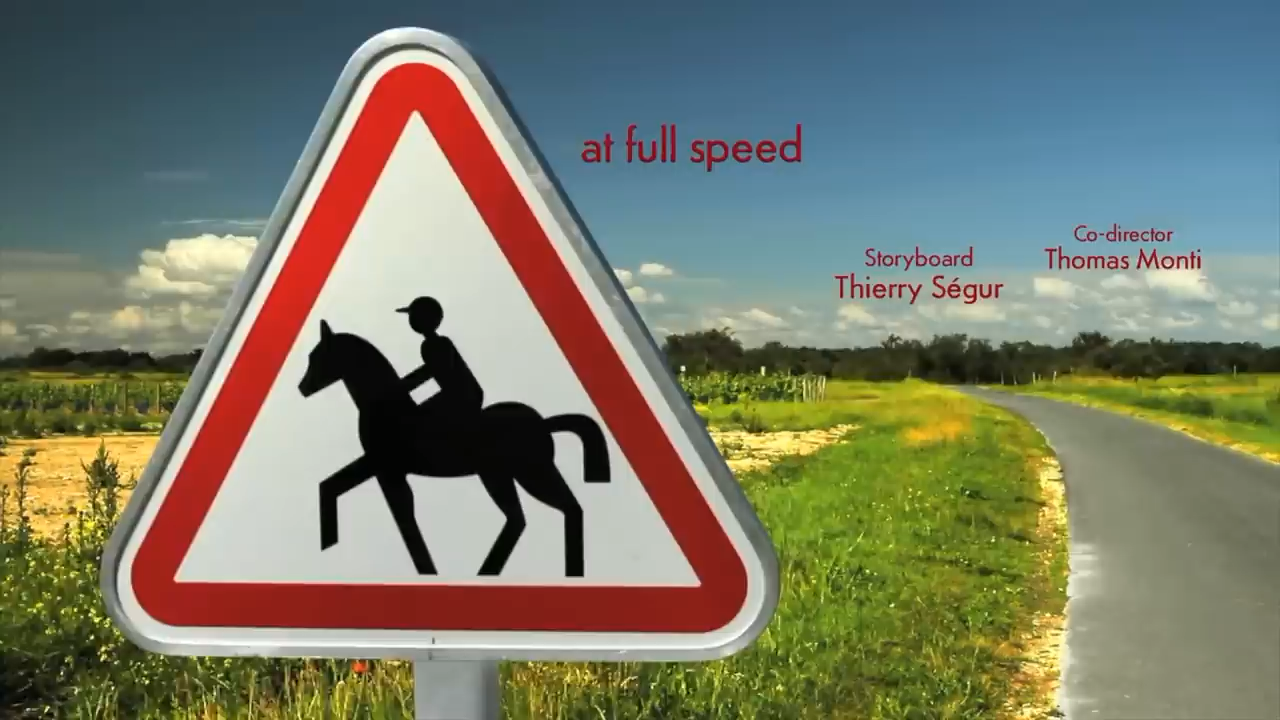 at full speed
Storyboard
Thierry Ségur
Co-director
Thomas Monti